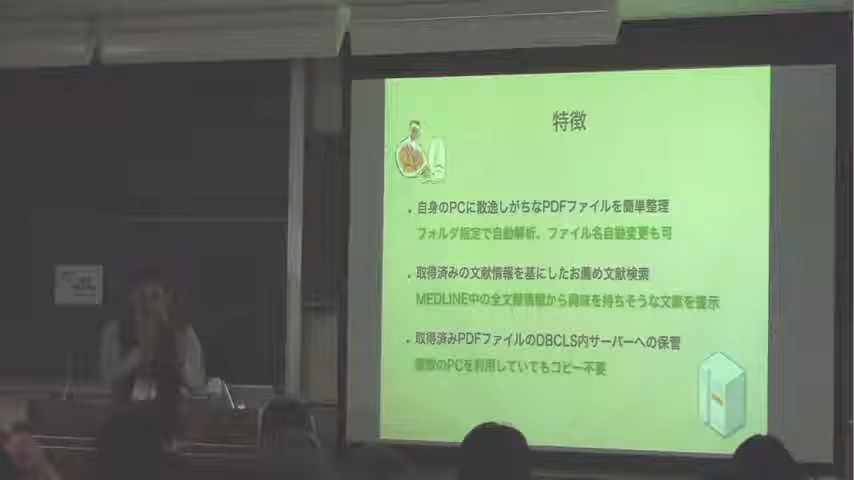 特徴
・自身のPCに散逸しがちなPDFファイルを簡単整理
フォルダ指定で自動解析、ファイル名自動変更も可
・取得済みの文献情報を基にしたお薦め文献検索
MEDLINE中の全文献情報から興味を持ちそうな文献を提示
・取得済みPDFファイルのDBCLS内サーバーへの保管
複数のPCを利用していてもコピー不要